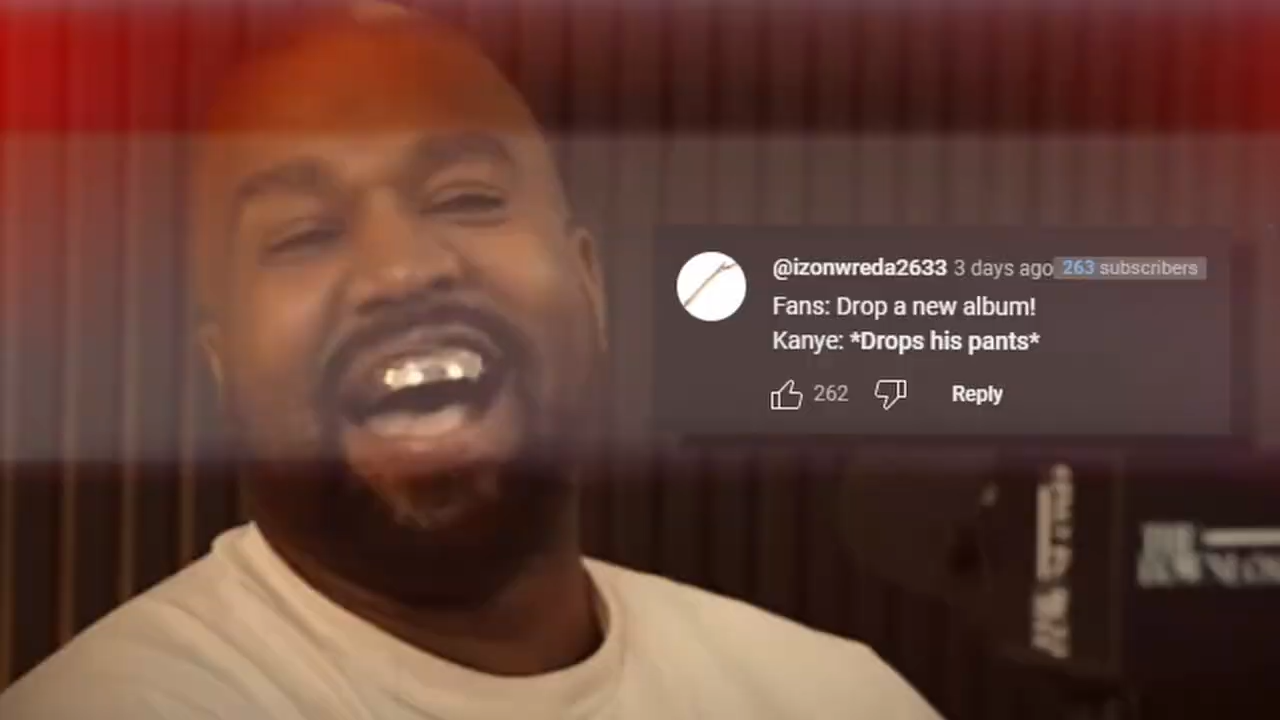 @izonwreda2633 3 days ago 263 subscribers
Fans: Drop a new album!
Kanye: *Drops his pants*
262 Reply